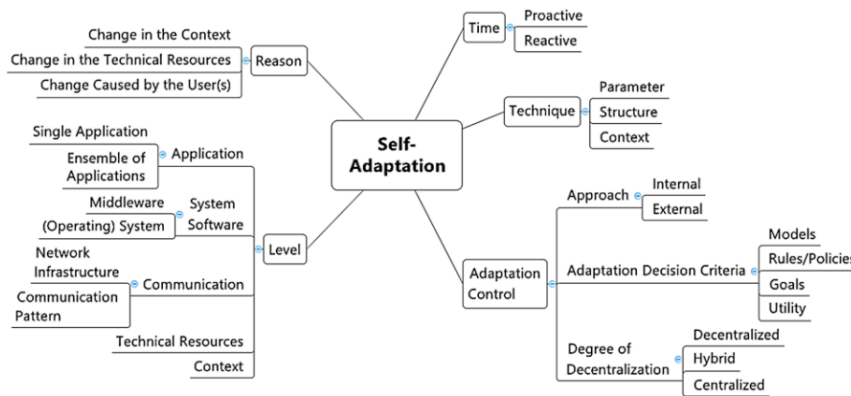 Self-
Adaptation
Time
Proactive
Reactive
Technique
Parameter
Structure
Context
Adaptation
Control
Approach
Internal
External
Adaptation Decision Criteria
Models
Rules/Policies
Goals
Utility
Degree of
Decentralization
Decentralized
Hybrid
Centralized
Reason
Change in the Context
Change in the Technical Resources
Change Caused by the User(s)
Level
Application
Single Application
Ensemble of
Applications
System
Software
Middleware
(Operating) System
Communication
Network
Infrastructure
Communication
Pattern
Technical Resources
Context